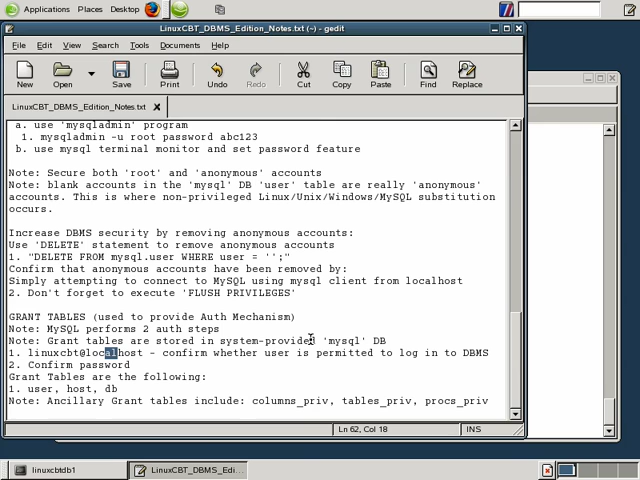 Applications Places Desktop
LinuxCBT_DBMS_Edition_Notes.txt (~) - gedit
File Edit View Search Tools Documents Help
New Open Save Print Undo Redo Cut Copy Paste Find Replace
LinuxCBT_DBMS_Edition_Notes.txt
a. use 'mysqladmin' program
1. mysqladmin -u root password abc123
b. use mysql terminal monitor and set password feature
Note: Secure both 'root' and 'anonymous' accounts
Note: blank accounts in the 'mysql' DB 'user' table are really 'anonymous'
accounts. This is where non-privileged Linux/Unix/Windows/MySQL substitution
occurs.
Increase DBMS security by removing anonymous accounts:
Use 'DELETE' statement to remove anonymous accounts
1. "DELETE FROM mysql.user WHERE user = '';"
Confirm that anonymous accounts have been removed by:
Simply attempting to connect to MySQL using mysql client from localhost
2. Don't forget to execute 'FLUSH PRIVILEGES'
GRANT TABLES (used to provide Auth Mechanism)
Note: MySQL performs 2 auth steps
Note: Grant tables are stored in system-provided 'mysql' DB
1. linuxcbt@localhost - confirm whether user is permitted to log in to DBMS
2. Confirm password
Grant Tables are the following:
1. user, host, db
Note: Ancillary Grant tables include: columns_priv, tables_priv, procs_priv
Ln 62, Col 18 INS
linuxcbtdb1 LinuxCBT_DBMS_Edi...